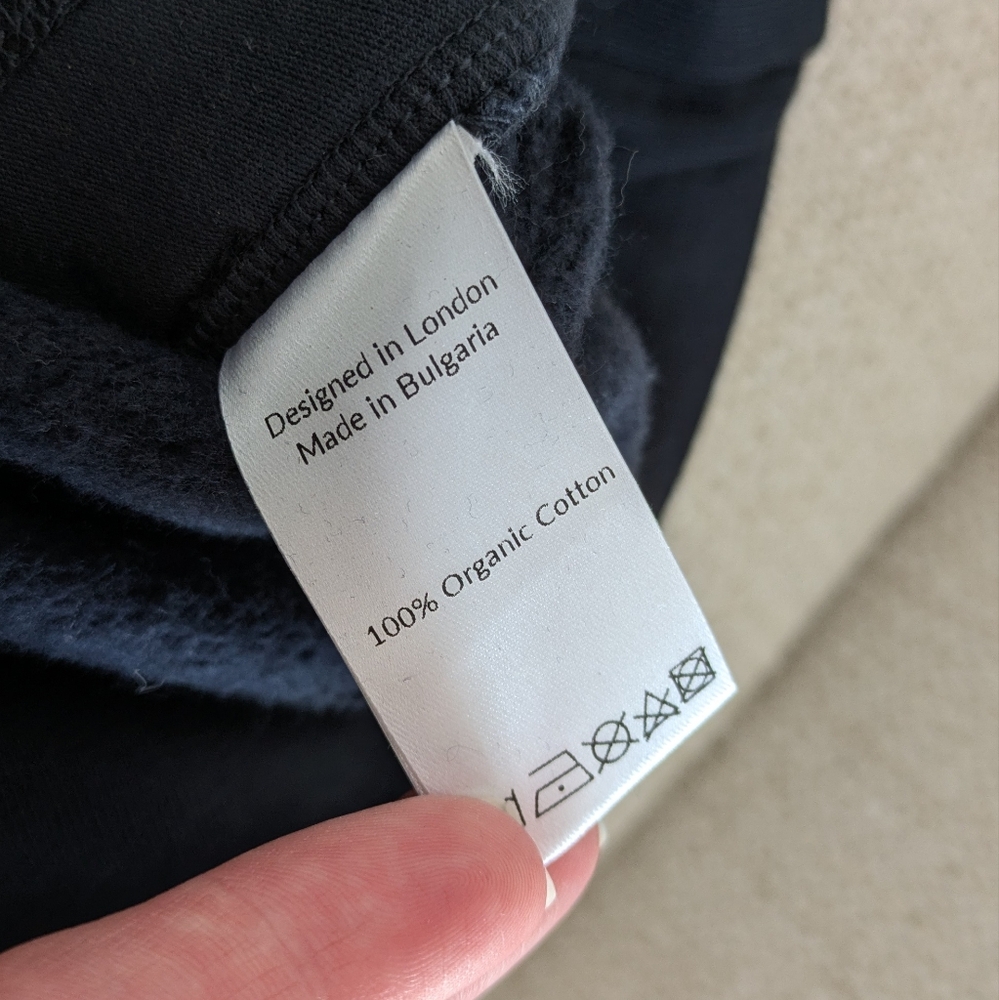 Designed in London
Made in Bulgaria
100% Organic Cotton